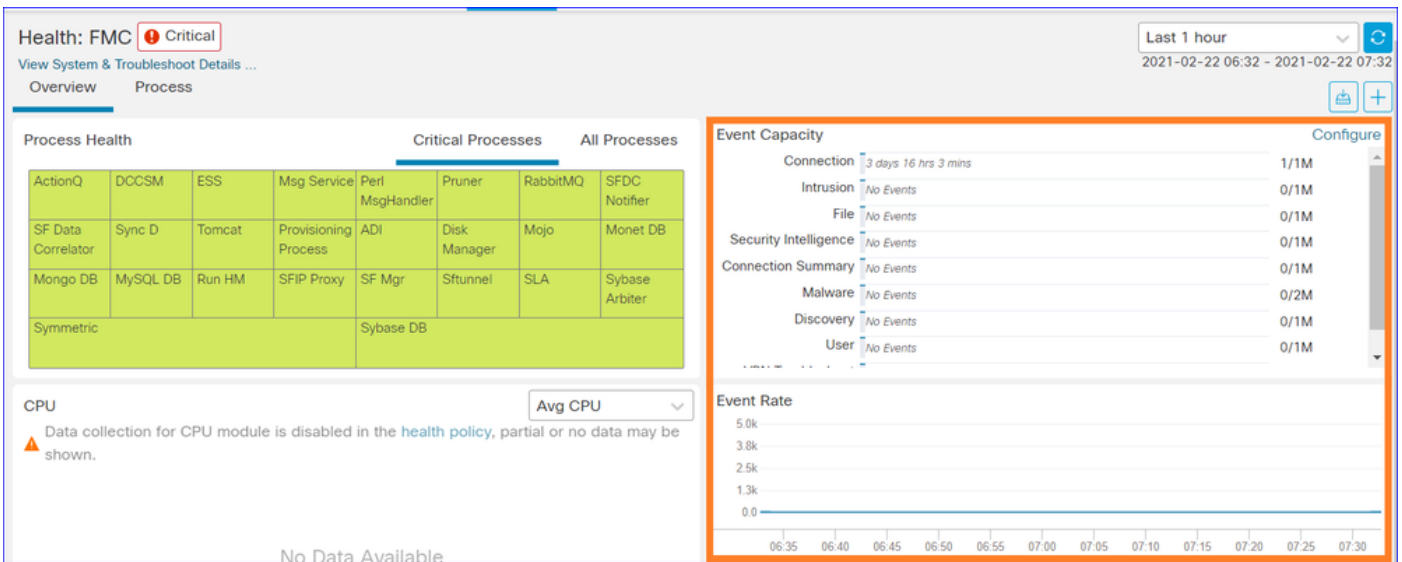 Health: FMC Critical
Last 1 hour
View System & Troubleshoot Details ...
2021-02-22 06:32 - 2021-02-22 07:32
Overview Process
Process Health Critical Processes All Processes
ActionQ DCCSM ESS Msg Service Perl MsgHandler Pruner RabbitMQ SFDC Notifier
SF Data Correlator Sync D Tomcat Provisioning Process ADI Disk Manager Mojo Monet DB
Mongo DB MySQL DB Run HM SFIP Proxy SF Mgr Sftunnel SLA Sybase Arbiter
Symmetric Sybase DB
Event Capacity Configure
Connection 3 days 16 hrs 3 mins 1/1M
Intrusion No Events 0/1M
File No Events 0/1M
Security Intelligence No Events 0/1M
Connection Summary No Events 0/1M
Malware No Events 0/2M
Discovery No Events 0/1M
User No Events 0/1M
CPU Avg CPU
Data collection for CPU module is disabled in the health policy, partial or no data may be
shown.
No Data Available
Event Rate
5.0k
3.8k
2.5k
1.3k
0.0
06:35 06:40 06:45 06:50 06:55 07:00 07:05 07:10 07:15 07:20 07:25 07:30